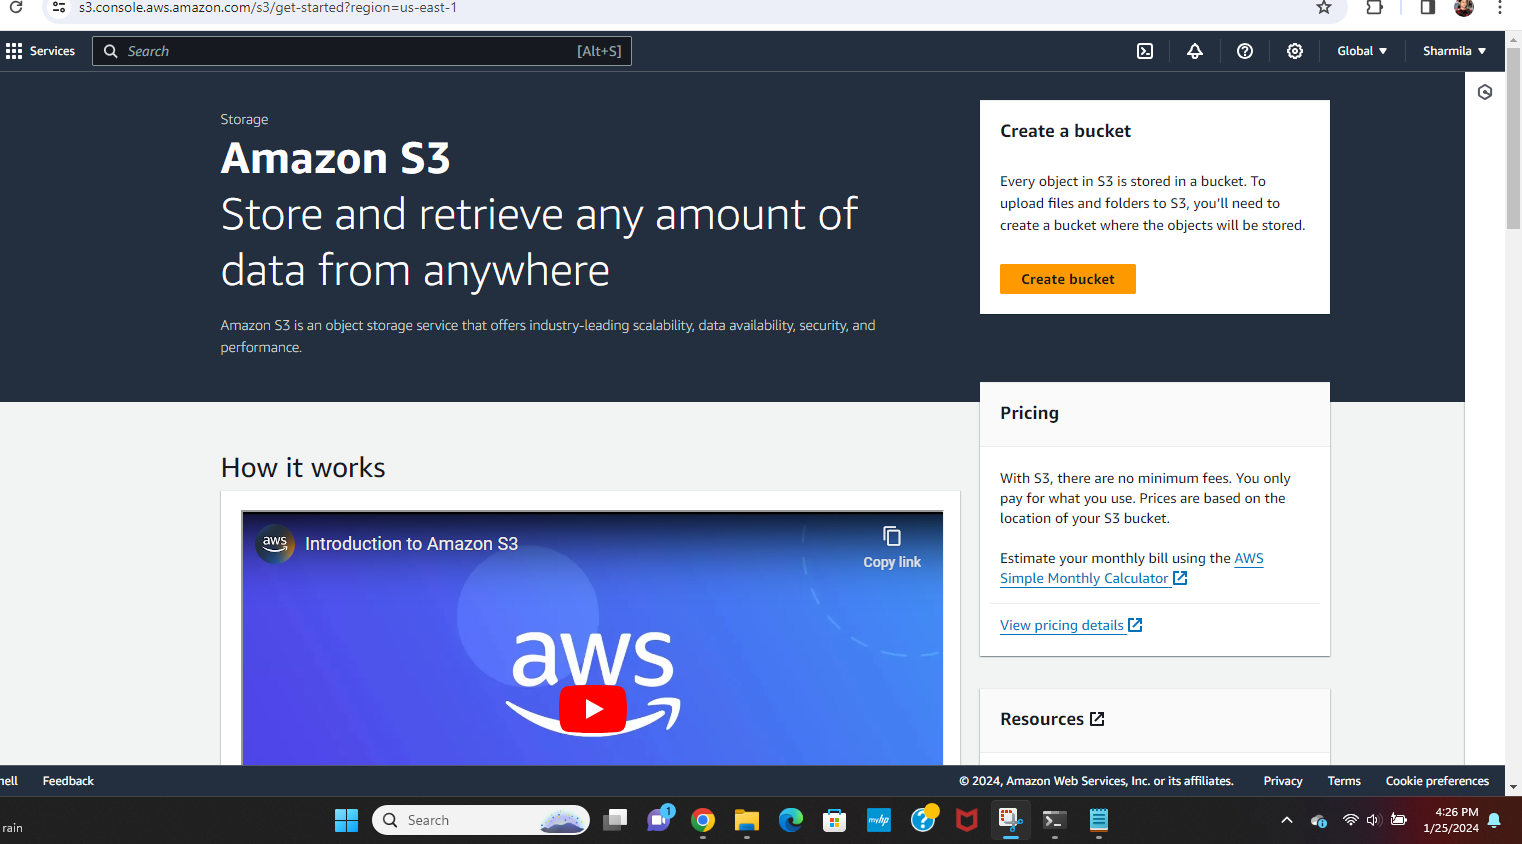 s3.console.aws.amazon.com/s3/get-started?region=us-east-1
Services
Search
[Alt+S]
Global
Sharmila
Storage
Amazon S3
Store and retrieve any amount of
data from anywhere
Amazon S3 is an object storage service that offers industry-leading scalability, data availability, security, and
performance.
Create a bucket
Every object in S3 is stored in a bucket. To
upload files and folders to S3, you'll need to
create a bucket where the objects will be stored.
Create bucket
Pricing
With S3, there are no minimum fees. You only
pay for what you use. Prices are based on the
location of your S3 bucket.
Estimate your monthly bill using the AWS
Simple Monthly Calculator
View pricing details
Resources
How it works
aws
Introduction to Amazon S3
Copy link
aws
Feedback
© 2024, Amazon Web Services, Inc. or its affiliates.
Privacy
Terms
Cookie preferences
rain
Search
1
myhp
4:26 PM
1/25/2024